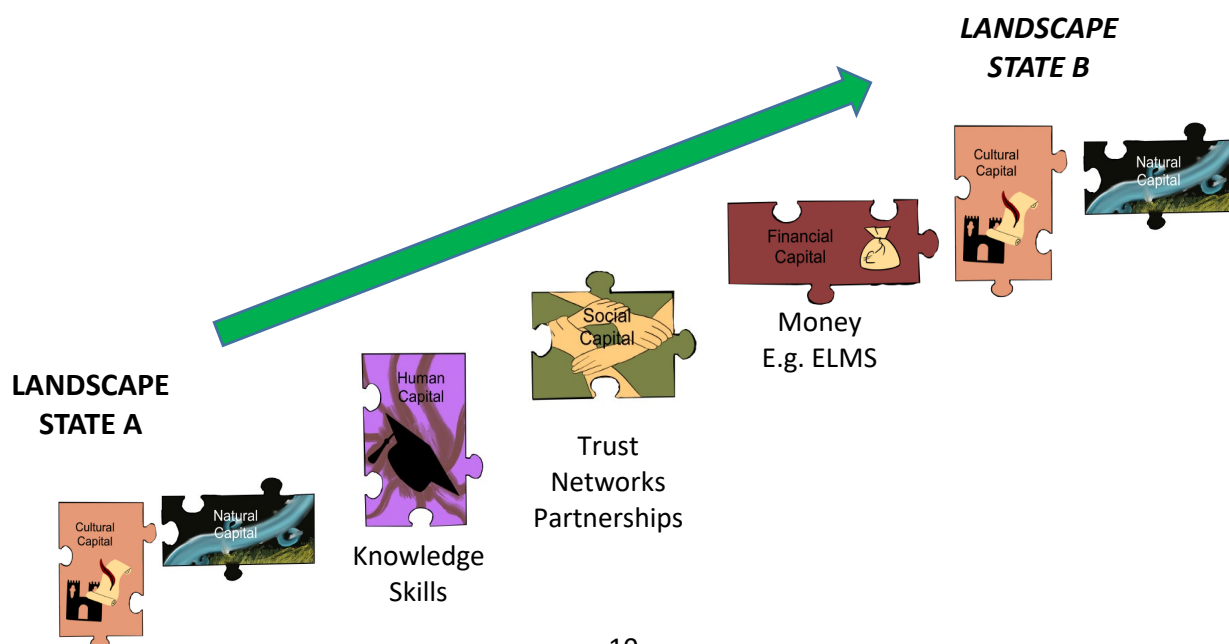 LANDSCAPE
STATE B
Cultural
Capital
Natural
Capital
Financial
Capital
Money
E.g. ELMS
Social
Capital
Trust
Networks
Partnerships
Human
Capital
Knowledge
Skills
LANDSCAPE
STATE A
Cultural
Capital
Natural
Capital